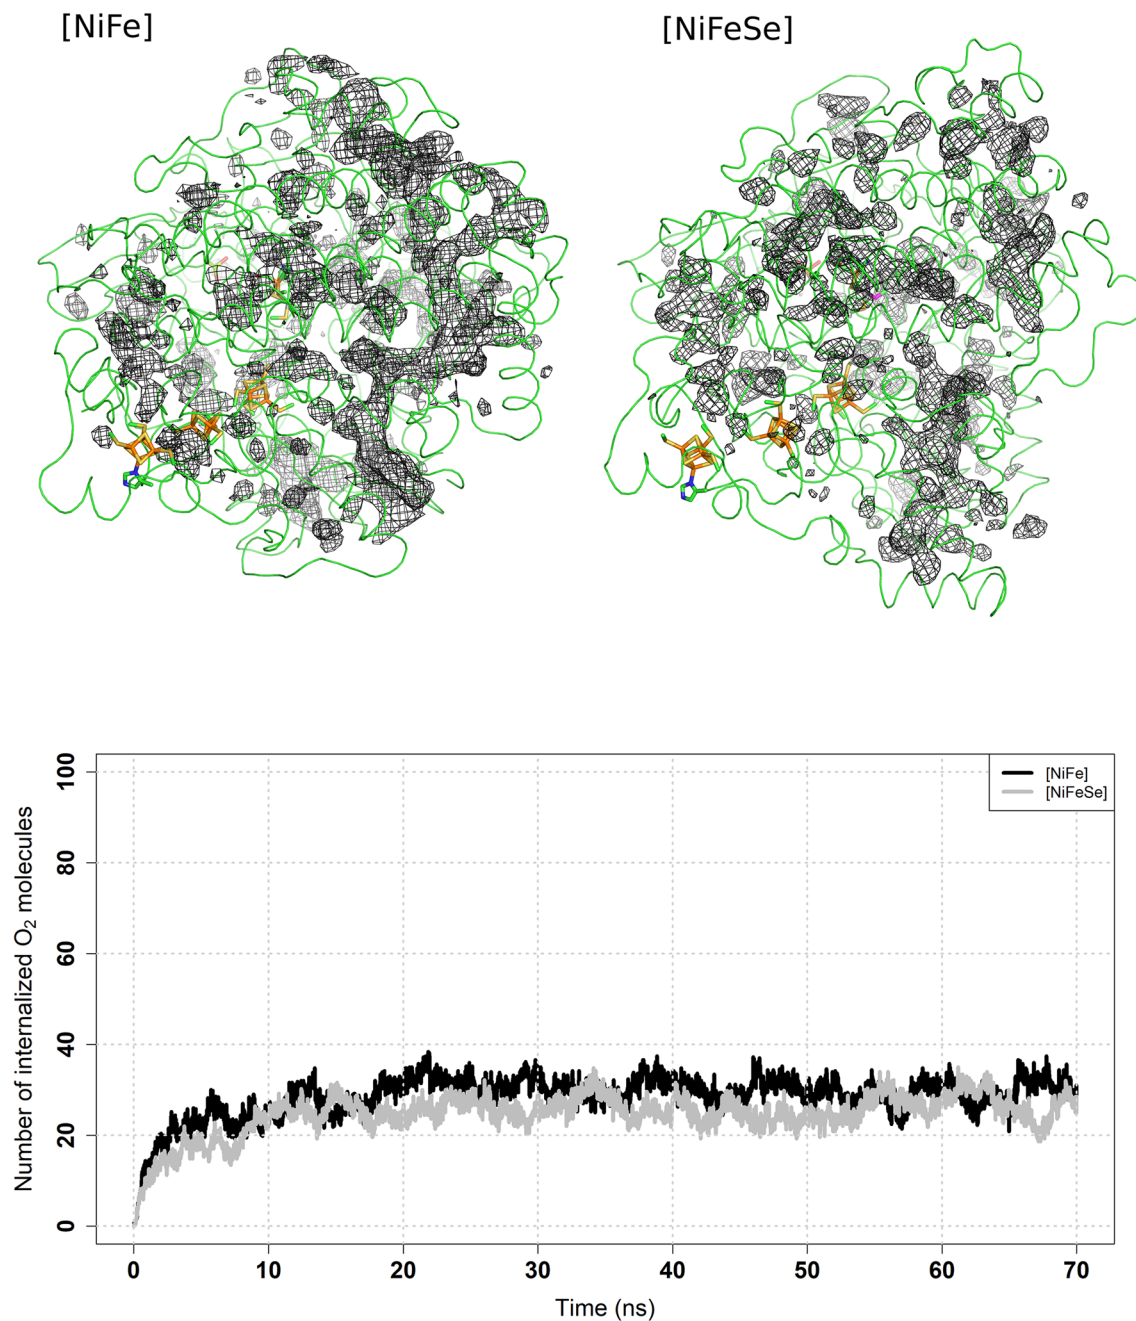 [NiFe]
[NiFeSe]
[NiFe]
[NiFeSe]
Number of internalized O₂ molecules
100
80
60
40
20
0
0 10 20 30 40 50 60 70
Time (ns)